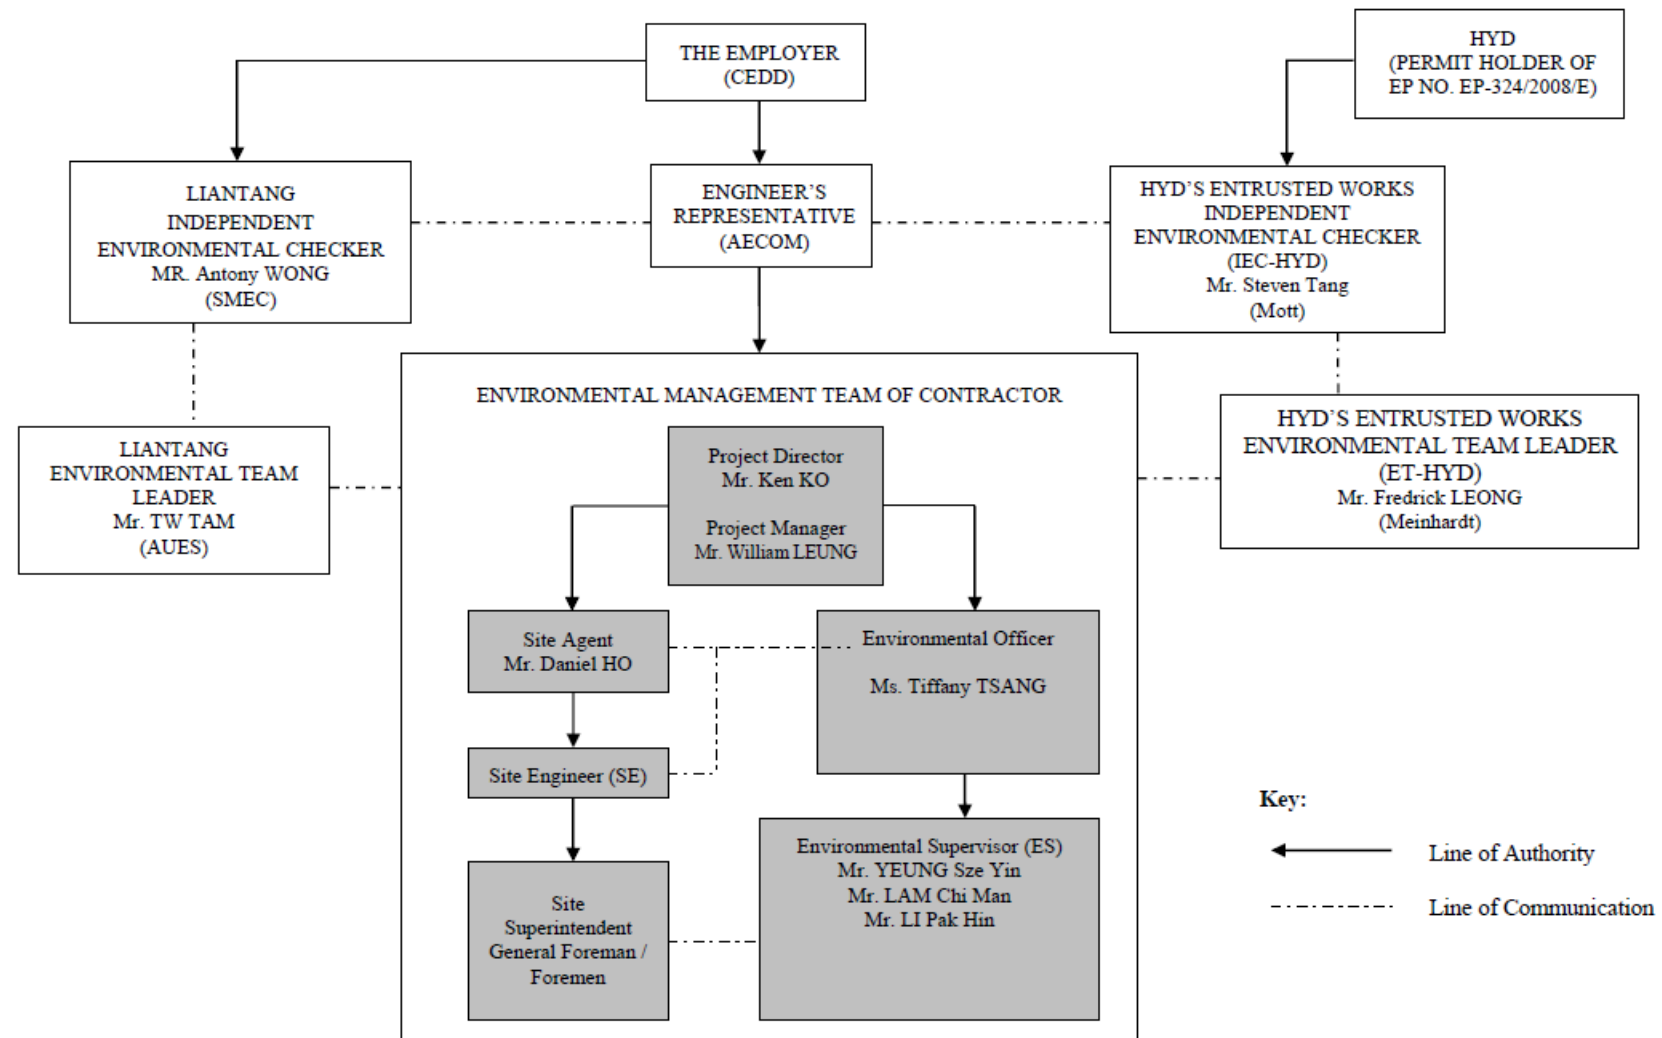 THE EMPLOYER
(CEDD)
HYD
(PERMIT HOLDER OF
EP NO. EP-324/2008/E)
LIANTANG
INDEPENDENT
ENVIRONMENTAL CHECKER
MR. Antony WONG
(SMEC)
ENGINEER’S
REPRESENTATIVE
(AECOM)
HYD’S ENTRUSTED WORKS
INDEPENDENT
ENVIRONMENTAL CHECKER
(IEC-HYD)
Mr. Steven Tang
(Mott)
LIANTANG
ENVIRONMENTAL TEAM
LEADER
Mr. TW TAM
(AUES)
ENVIRONMENTAL MANAGEMENT TEAM OF CONTRACTOR
HYD’S ENTRUSTED WORKS
ENVIRONMENTAL TEAM LEADER
(ET-HYD)
Mr. Fredrick LEONG
(Meinhardt)
Project Director
Mr. Ken KO
Project Manager
Mr. William LEUNG
Site Agent
Mr. Daniel HO
Environmental Officer
Ms. Tiffany TSANG
Site Engineer (SE)
Environmental Supervisor (ES)
Mr. YEUNG Sze Yin
Mr. LAM Chi Man
Mr. LI Pak Hin
Site
Superintendent
General Foreman /
Foremen
Key:
Line of Authority
Line of Communication